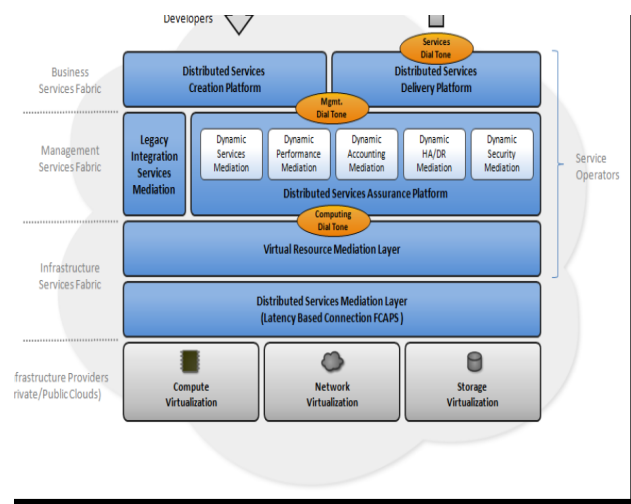 Developers
Services
Dial Tone
Business
Services Fabric
Distributed Services
Creation Platform
Distributed Services
Delivery Platform
Mgmt.
Dial Tone
Management
Services Fabric
Legacy
Integration
Services
Mediation
Dynamic
Services
Mediation
Dynamic
Performance
Mediation
Dynamic
Accounting
Mediation
Dynamic
HA/DR
Mediation
Dynamic
Security
Mediation
Distributed Services Assurance Platform
Service
Operators
Computing
Dial Tone
Virtual Resource Mediation Layer
Infrastructure
Services Fabric
Distributed Services Mediation Layer
(Latency Based Connection FCAPS )
nfrastructure Providers
rivate/Public Clouds)
Compute
Virtualization
Network
Virtualization
Storage
Virtualization